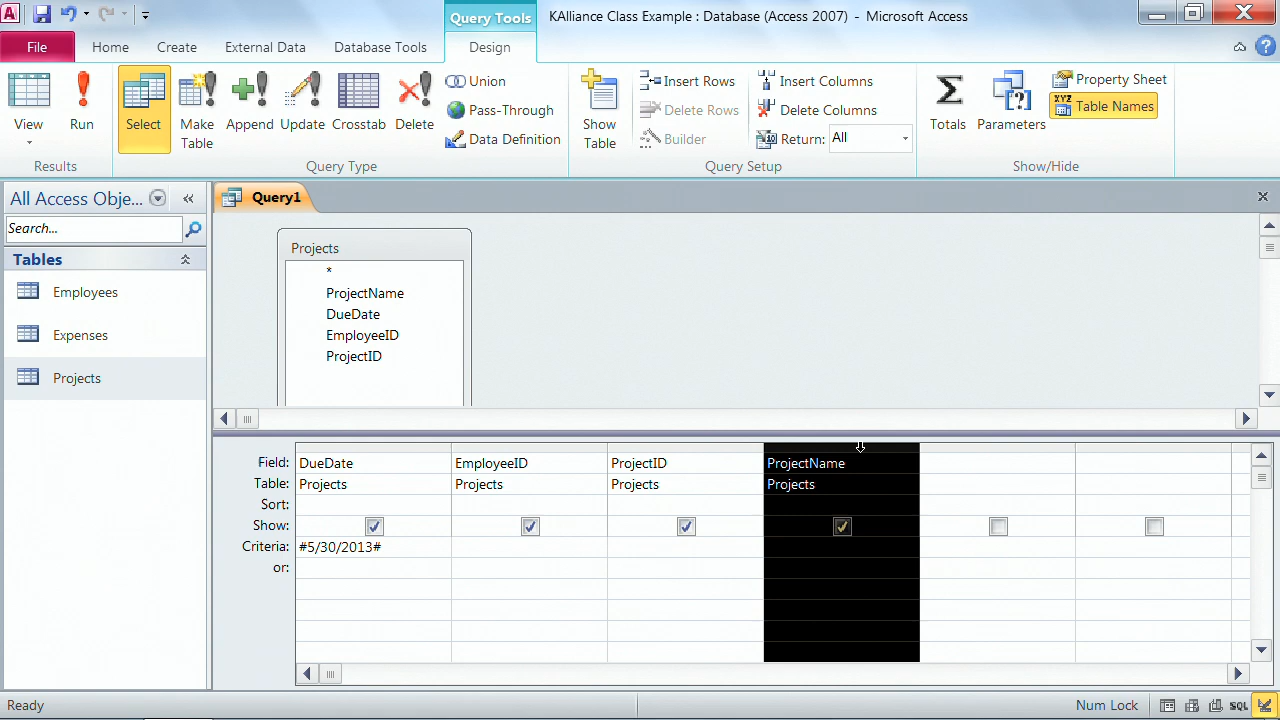 Query Tools
KAlliance Class Example : Database (Access 2007) - Microsoft Access
File Home Create External Data Database Tools Design
View
Run
Select
Make Table
Append
Update
Crosstab
Delete
Union
Pass-Through
Data Definition
Show Table
Insert Rows
Delete Rows
Builder
Insert Columns
Delete Columns
Return: All
Totals
Parameters
Property Sheet
XYZ Table Names
Results
Query Type
Query Setup
Show/Hide
All Access Obje...
Search...
Tables
Employees
Expenses
Projects
Query1
Projects
*
ProjectName
DueDate
EmployeeID
ProjectID
Field: DueDate EmployeeID ProjectID ProjectName
Table: Projects Projects Projects Projects
Sort:
Show:
Criteria: #5/30/2013#
or:
Ready
Num Lock
SQL